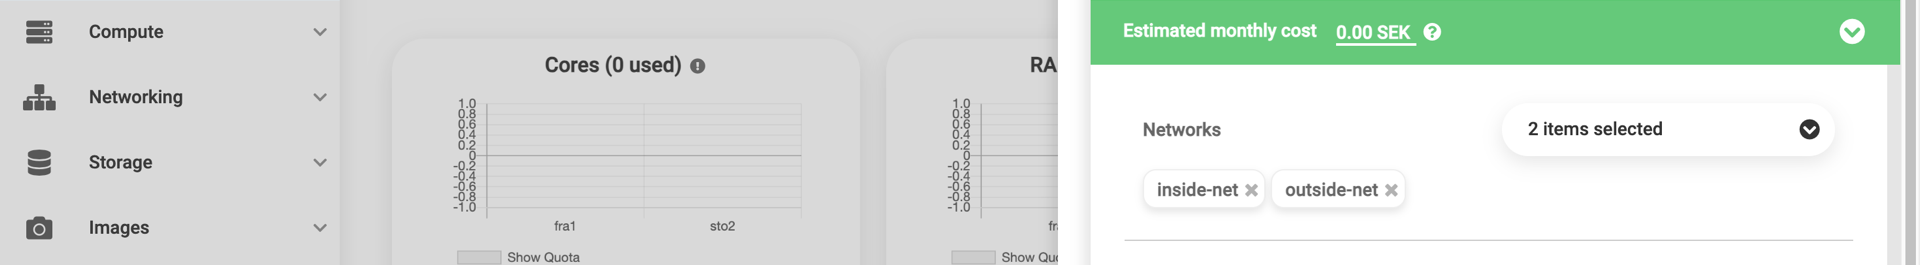 Compute
Networking
Storage
Images
Cores (0 used)
1.0
0.8
0.6
0.4
0.2
0
-0.2
-0.4
-0.6
-0.8
-1.0
fra1 sto2
Show Quota
RA
1.0
0.8
0.6
0.4
0.2
0
-0.2
-0.4
-0.6
-0.8
-1.0
fr
Show Quo
Estimated monthly cost 0.00 SEK ?
Networks 2 items selected
inside-net outside-net